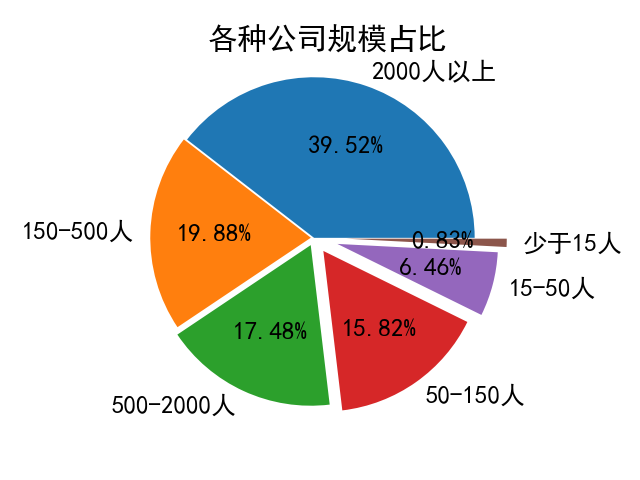 各种公司规模占比
2000人以上
39.52%
150-500人
19.88%
0.83%
少于15人
6.46%
15-50人
17.48%
15.82%
500-2000人
50-150人